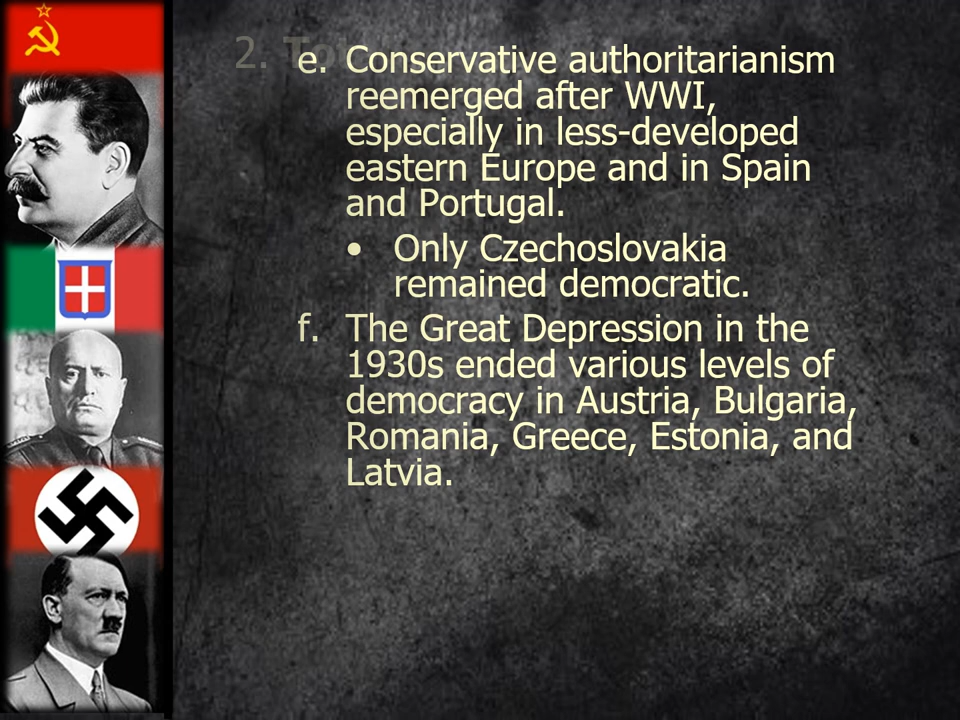 2. T
e. Conservative authoritarianism
reemerged after WWI,
especially in less-developed
eastern Europe and in Spain
and Portugal.
• Only Czechoslovakia
remained democratic.
f. The Great Depression in the
1930s ended various levels of
democracy in Austria, Bulgaria,
Romania, Greece, Estonia, and
Latvia.